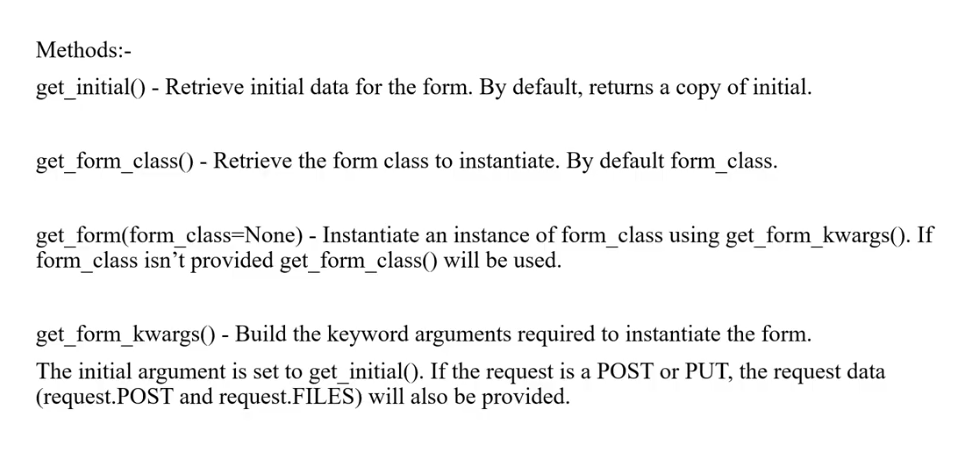 Methods:-
get_initial() - Retrieve initial data for the form. By default, returns a copy of initial.
get_form_class() - Retrieve the form class to instantiate. By default form_class.
get_form(form_class=None) - Instantiate an instance of form_class using get_form_kwargs(). If
form_class isn’t provided get_form_class() will be used.
get_form_kwargs() - Build the keyword arguments required to instantiate the form.
The initial argument is set to get_initial(). If the request is a POST or PUT, the request data
(request.POST and request.FILES) will also be provided.